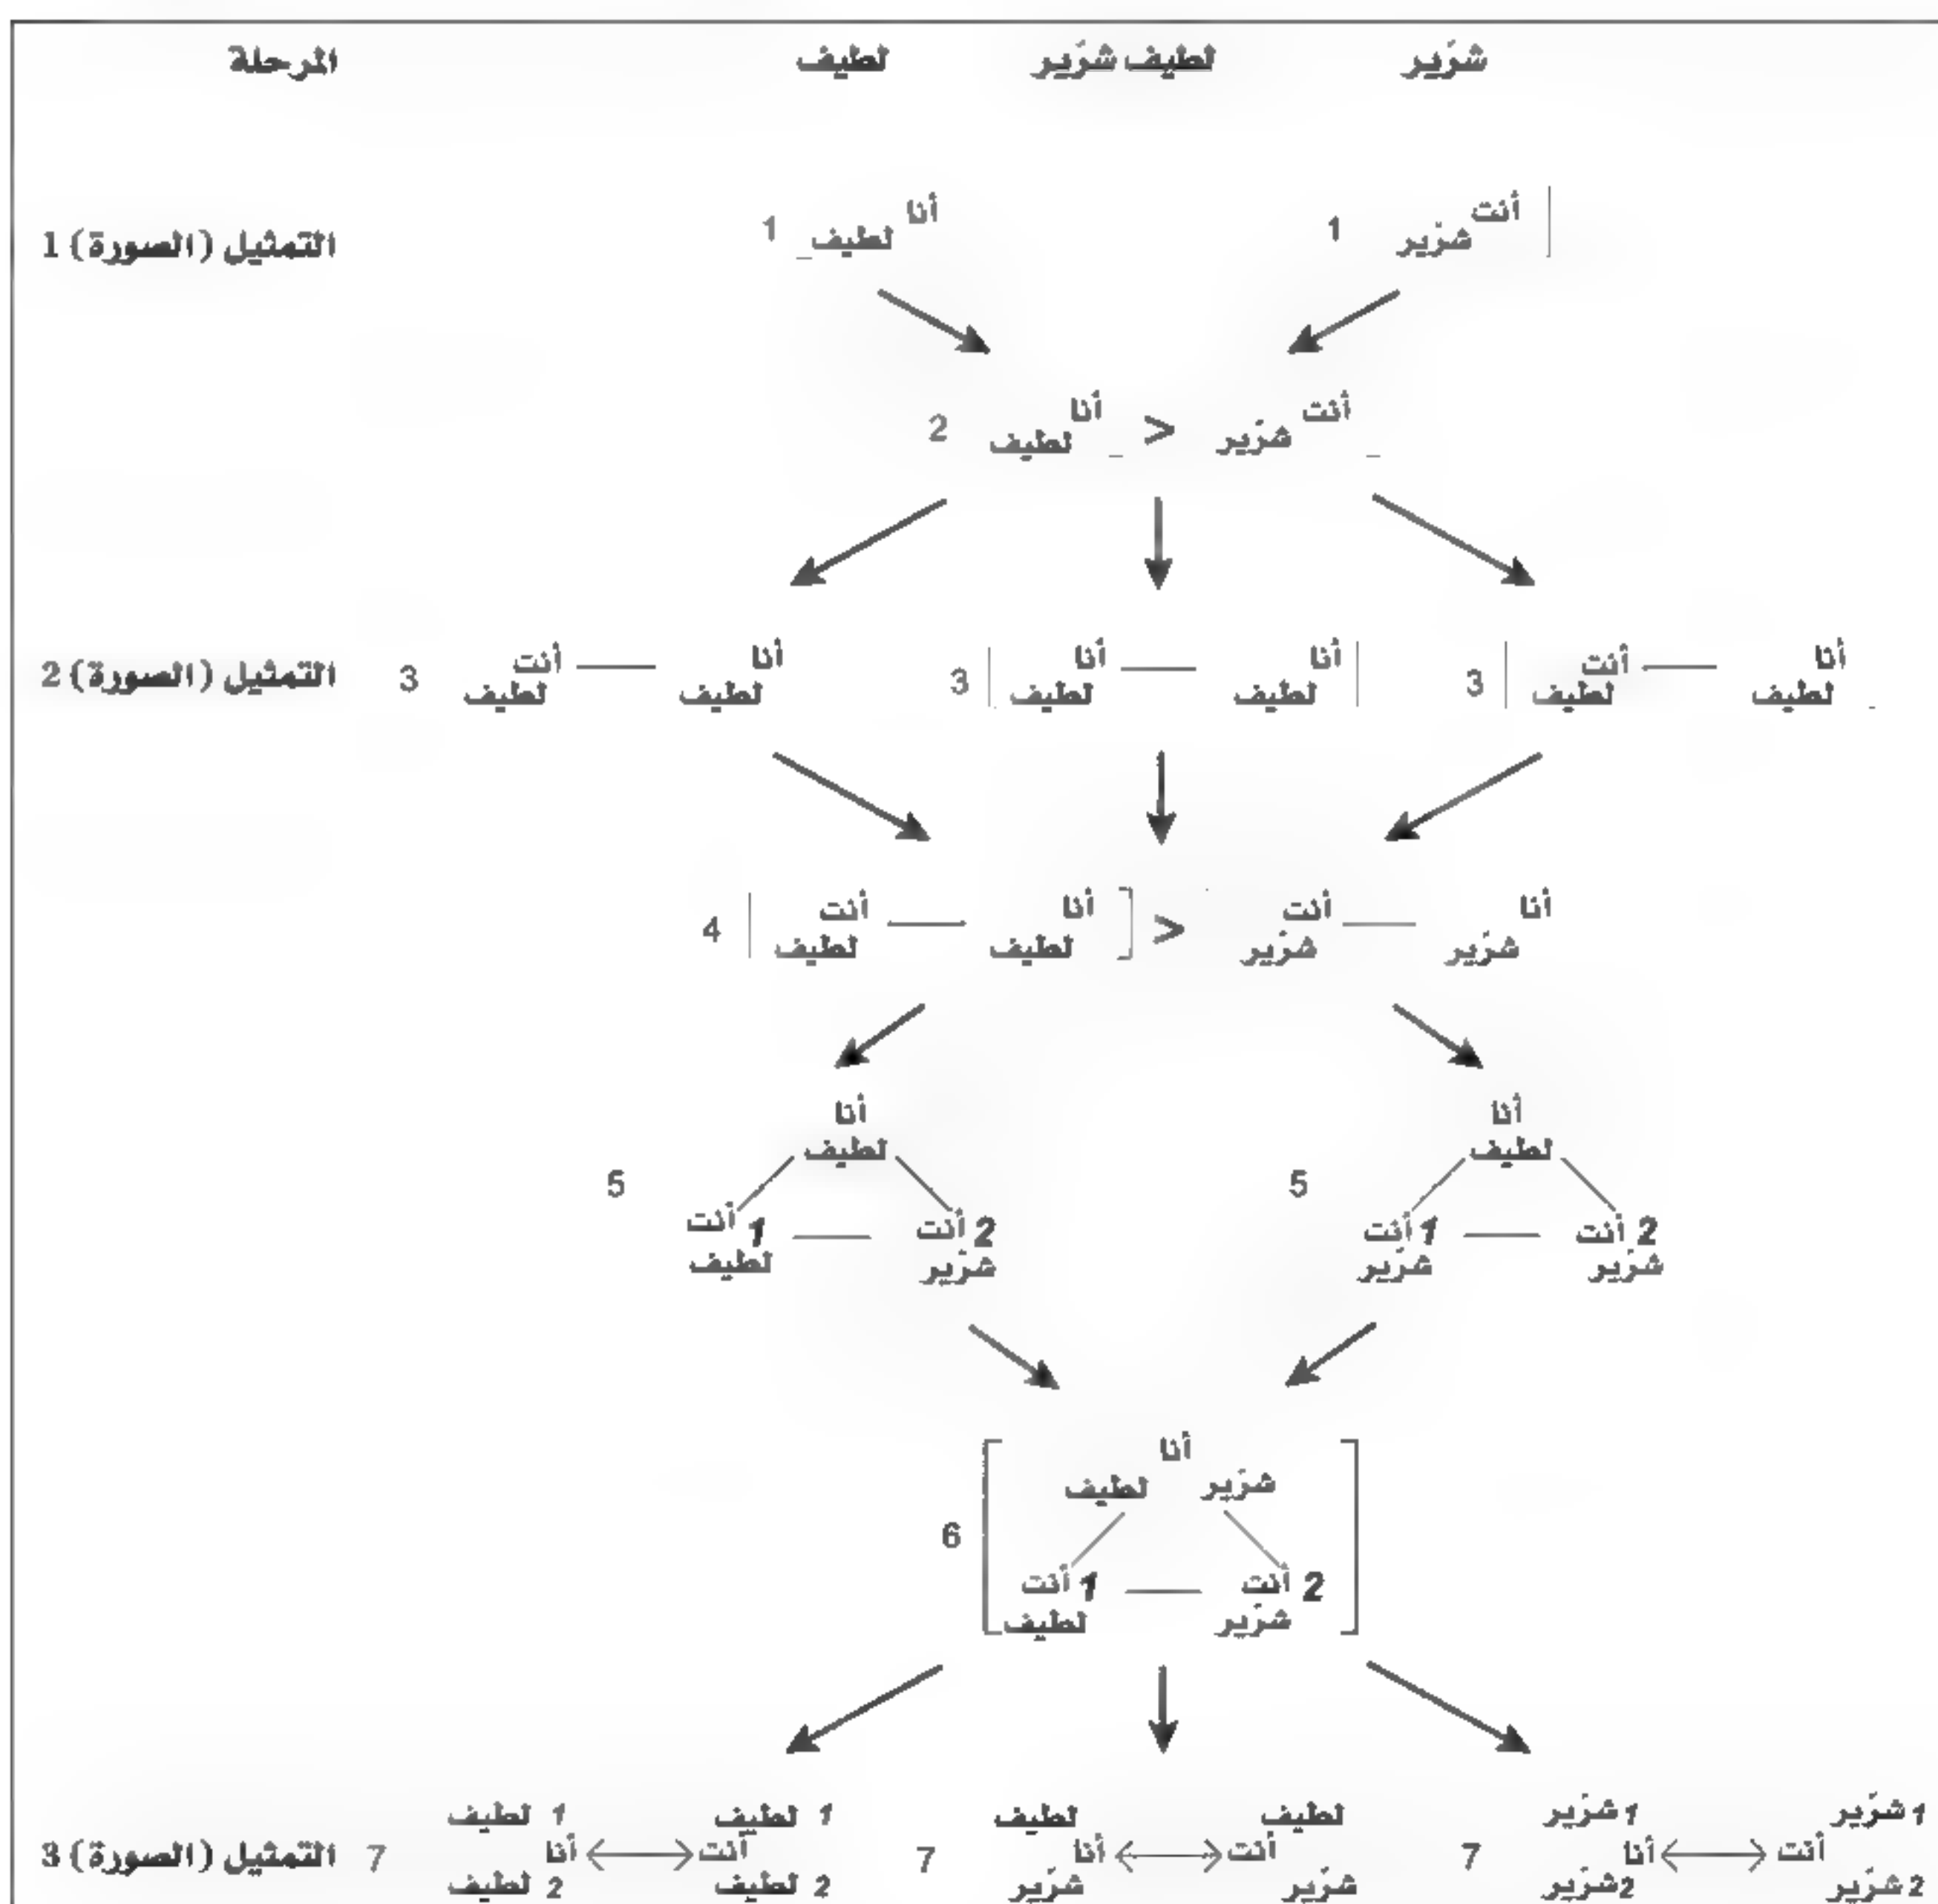 المرحلة لطيف لطيف شرّير شرّير
التمثيل (الصورة) 1
1 أنا لطيف
1 أنت شرّير
2 أنا لطيف > أنت شرّير
التمثيل (الصورة) 2
3 أنت لطيف — أنا لطيف
3 أنا لطيف — أنا لطيف
3 أنت لطيف — أنا لطيف
4 [أنت لطيف — أنا لطيف] > أنت شرّير — أنا شرّير
5
أنا
لطيف
أنت 1 — أنت 2
لطيف شرّير
5
أنا
لطيف
أنت 1 — أنت 2
شرّير شرّير
6
أنا
لطيف شرّير
أنت 1 — أنت 2
لطيف شرّير
التمثيل (الصورة) 3
7
لطيف 1 لطيف 1
أنا ↔ أنت
لطيف 2 لطيف 2
7
لطيف لطيف
أنا ↔ أنت
شرّير شرّير
7
شرّير 1 شرّير 1
أنا ↔ أنت
شرّير 2 شرّير 2